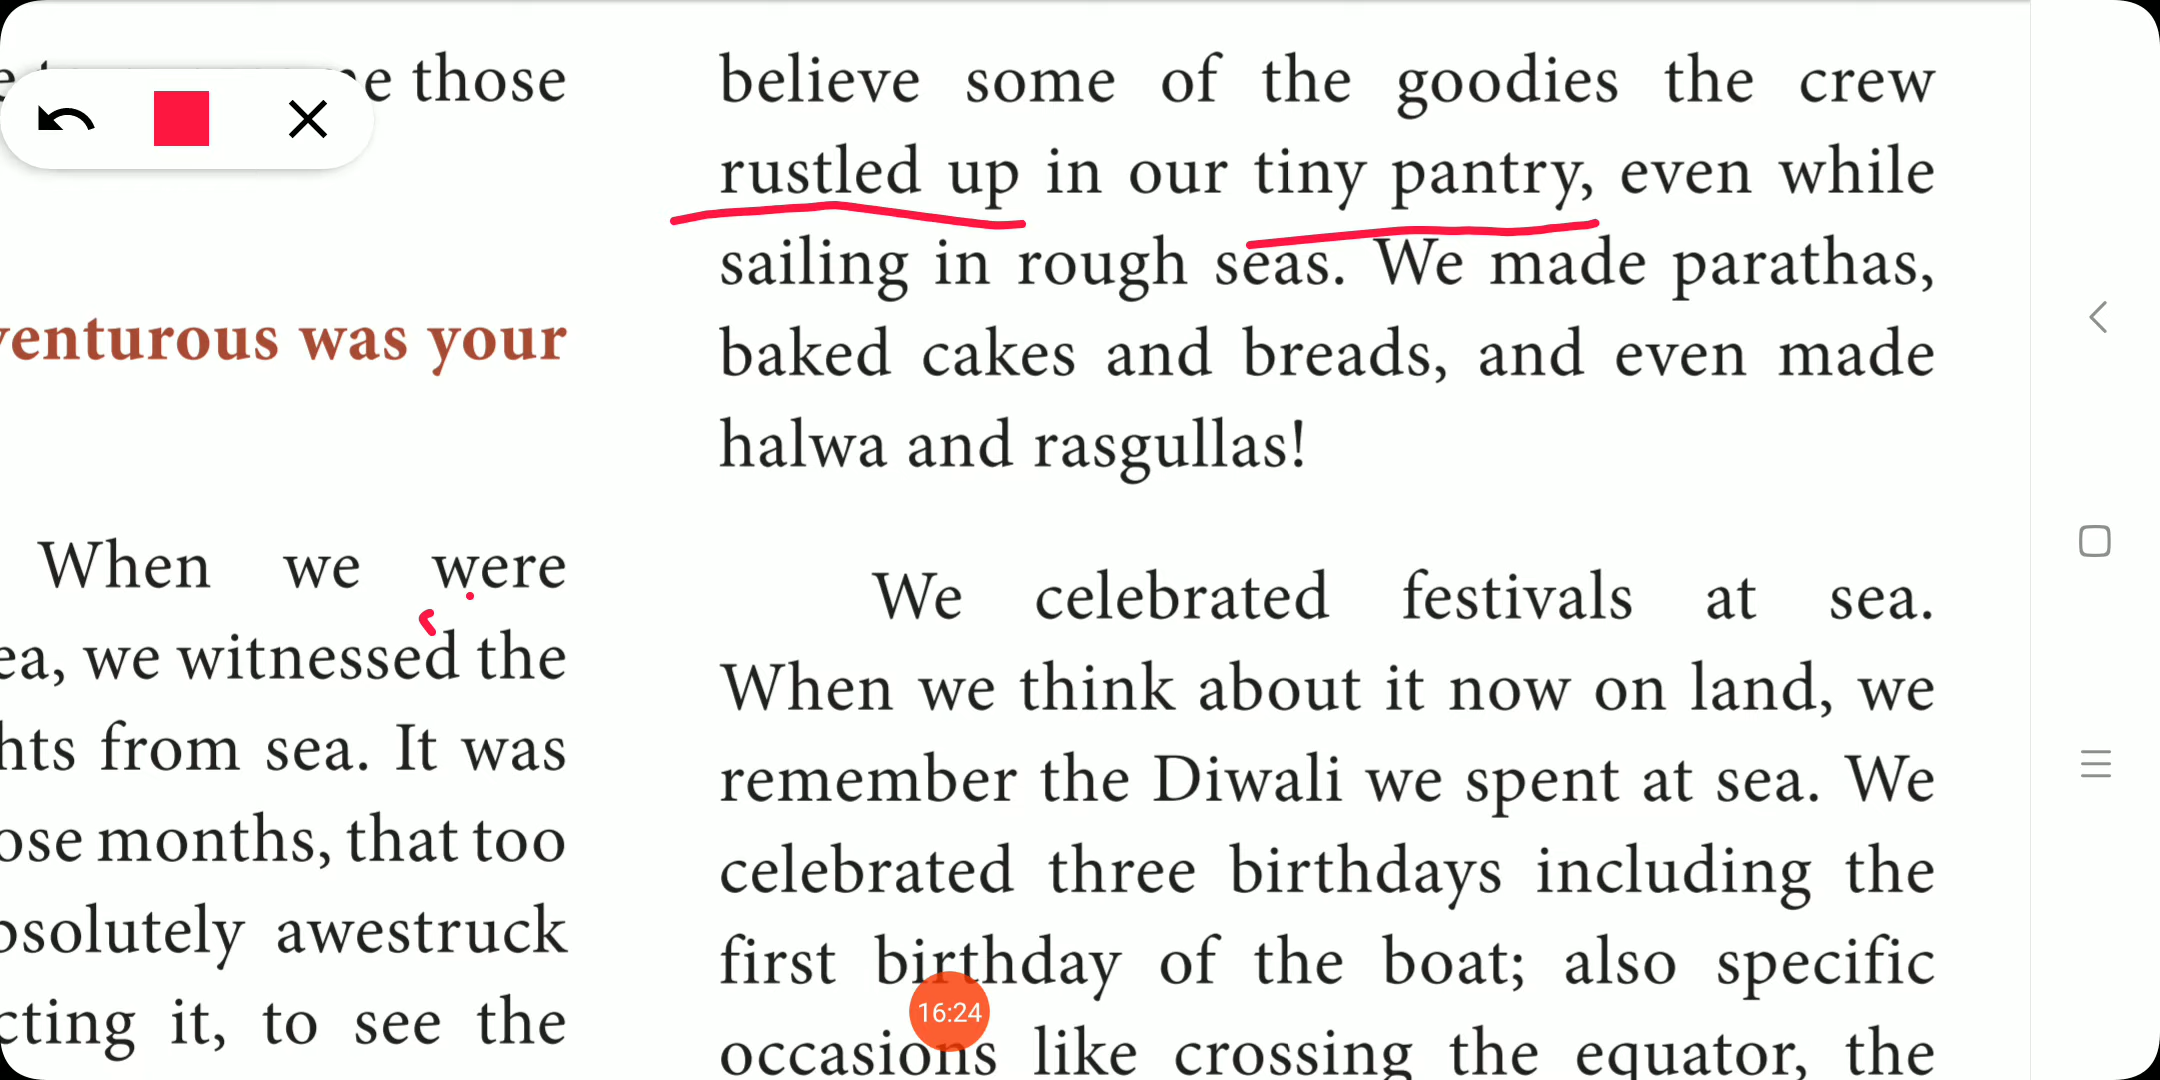 those
venturous was your
When we were
ea, we witnessed the
hts from sea. It was
ose months, that too
bsolutely awestruck
cting it, to see the
believe some of the goodies the crew
rustled up in our tiny pantry, even while
sailing in rough seas. We made parathas,
baked cakes and breads, and even made
halwa and rasgullas!
We celebrated festivals at sea.
When we think about it now on land, we
remember the Diwali we spent at sea. We
celebrated three birthdays including the
first birthday of the boat; also specific
occasions like crossing the equator, the
16:24